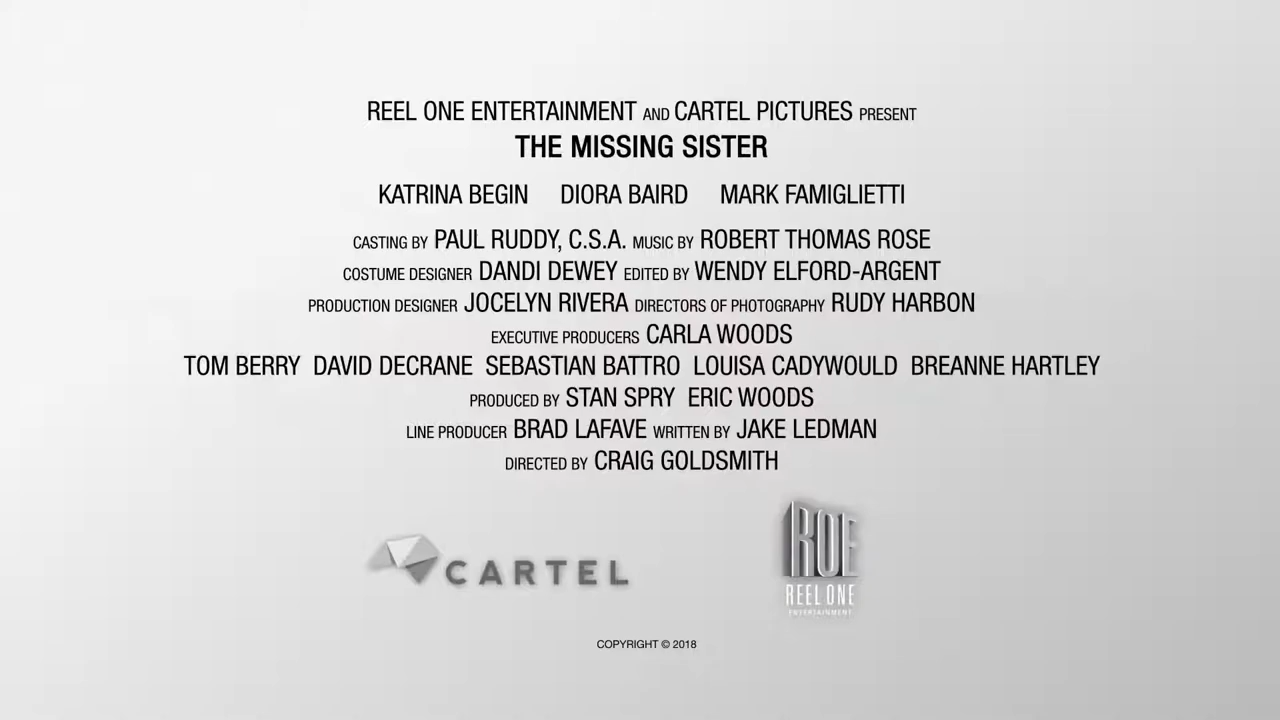 REEL ONE ENTERTAINMENT AND CARTEL PICTURES PRESENT
THE MISSING SISTER
KATRINA BEGIN DIORA BAIRD MARK FAMIGLIETTI
CASTING BY PAUL RUDDY, C.S.A. MUSIC BY ROBERT THOMAS ROSE
COSTUME DESIGNER DANDI DEWEY EDITED BY WENDY ELFORD-ARGENT
PRODUCTION DESIGNER JOCELYN RIVERA DIRECTORS OF PHOTOGRAPHY RUDY HARBON
EXECUTIVE PRODUCERS CARLA WOODS
TOM BERRY DAVID DECRANE SEBASTIAN BATTRO LOUISA CADYWOULD BREANNE HARTLEY
PRODUCED BY STAN SPRY ERIC WOODS
LINE PRODUCER BRAD LAFAVE WRITTEN BY JAKE LEDMAN
DIRECTED BY CRAIG GOLDSMITH
CARTEL
ROE
REEL ONE
ENTERTAINMENT
COPYRIGHT © 2018